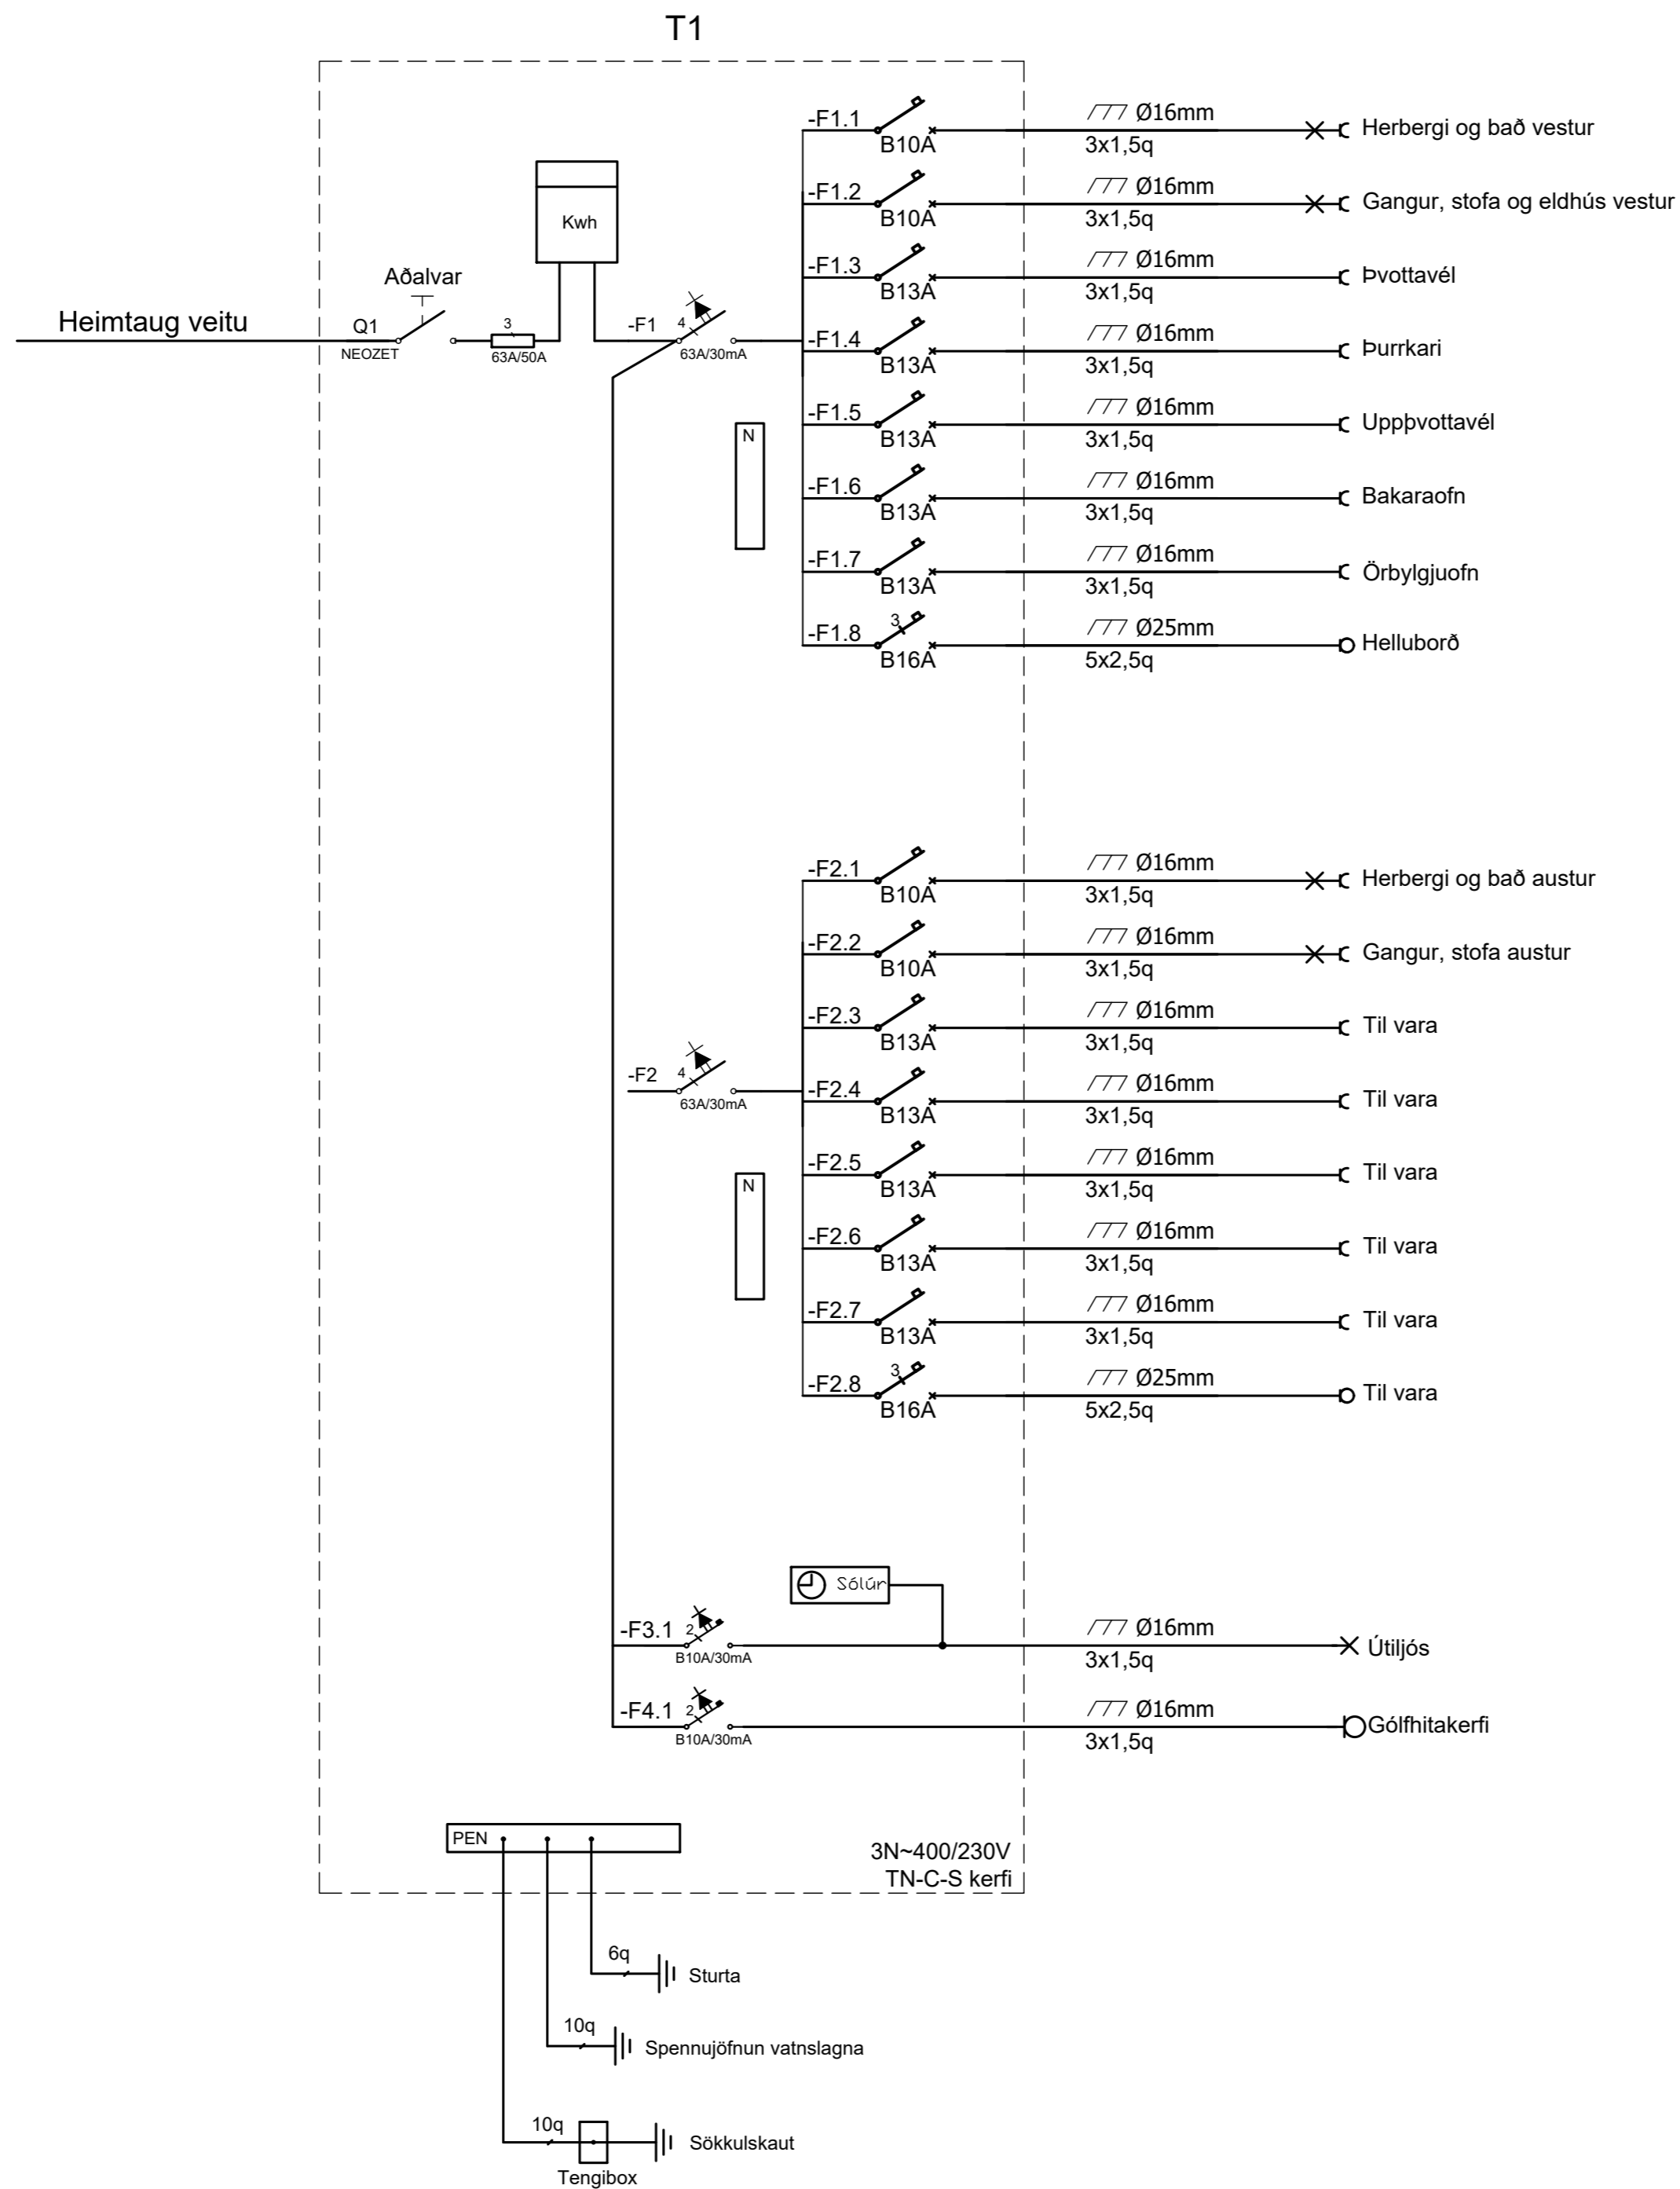 T1
Heimtaug veitu
Aðalvar
Q1
NEOZET
3
63A/50A
Kwh
-F1
4
63A/30mA
N
-F1.1
B10A
Ø16mm
3x1,5q
Herbergi og bað vestur
-F1.2
B10A
Ø16mm
3x1,5q
Gangur, stofa og eldhús vestur
-F1.3
B13A
Ø16mm
3x1,5q
Þvottavél
-F1.4
B13A
Ø16mm
3x1,5q
Þurrkari
-F1.5
B13A
Ø16mm
3x1,5q
Uppþvottavél
-F1.6
B13A
Ø16mm
3x1,5q
Bakaraofn
-F1.7
B13A
Ø16mm
3x1,5q
Örbylgjuofn
-F1.8
3
B16A
Ø25mm
5x2,5q
Helluborð
-F2
4
63A/30mA
N
-F2.1
B10A
Ø16mm
3x1,5q
Herbergi og bað austur
-F2.2
B10A
Ø16mm
3x1,5q
Gangur, stofa austur
-F2.3
B13A
Ø16mm
3x1,5q
Til vara
-F2.4
B13A
Ø16mm
3x1,5q
Til vara
-F2.5
B13A
Ø16mm
3x1,5q
Til vara
-F2.6
B13A
Ø16mm
3x1,5q
Til vara
-F2.7
B13A
Ø16mm
3x1,5q
Til vara
-F2.8
3
B16A
Ø25mm
5x2,5q
Til vara
Sólúr
-F3.1
2
B10A/30mA
Ø16mm
3x1,5q
Útiljós
-F4.1
2
B10A/30mA
Ø16mm
3x1,5q
Gólfhitakerfi
PEN
3N~400/230V
TN-C-S kerfi
6q
Sturta
10q
Spennujöfnun vatnslagna
10q
Sökkulskaut
Tengibox